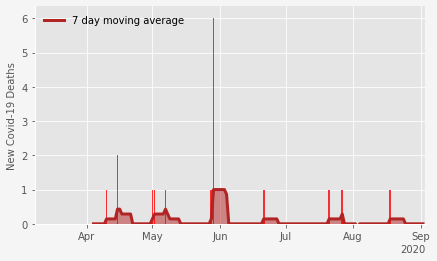 7 day moving average
New Covid-19 Deaths
6
5
4
3
2
1
0
Apr
May
Jun
Jul
Aug
Sep
2020